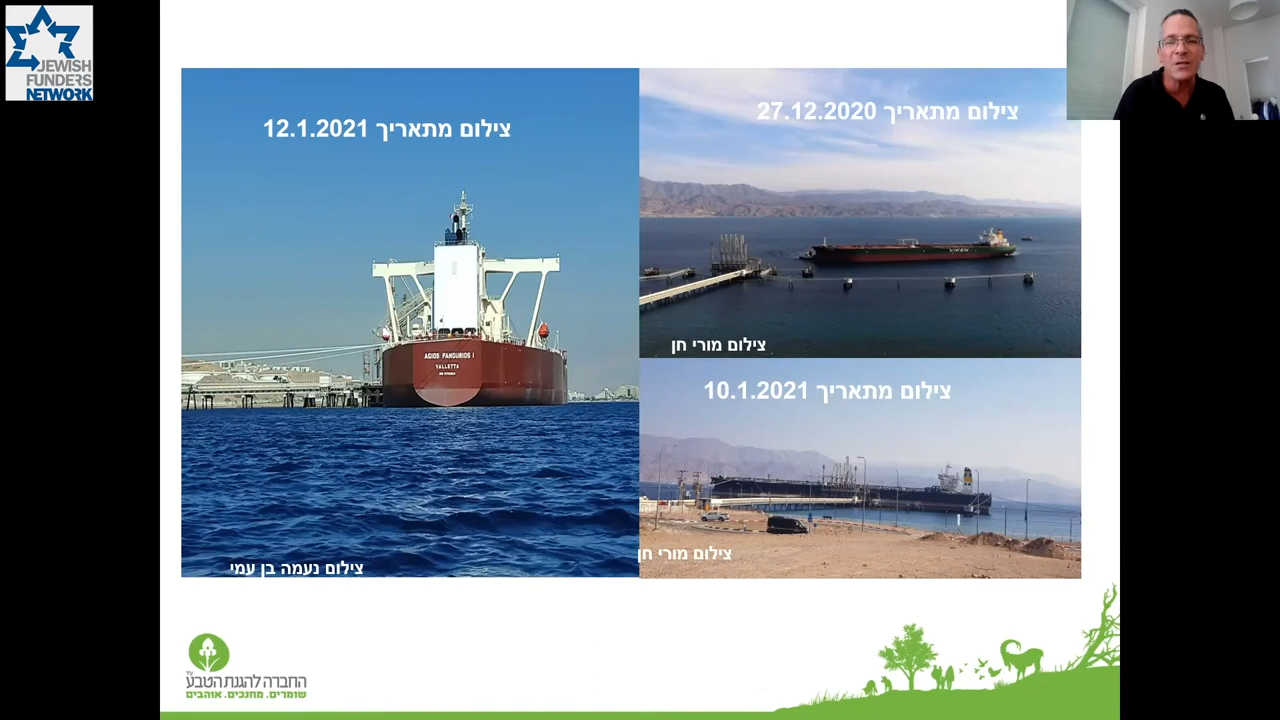 JEWISH
FUNDERS
NETWORK
צילום מתאריך 12.1.2021
AGIOS FANOURIOS I
VALLETTA
צילום נעמה בן עמי
צילום מתאריך 27.12.2020
VIKEN
צילום מורי חן
צילום מתאריך 10.1.2021
צילום מורי חן
החברה להגנת הטבע
שומרים. מחנכים. אוהבים